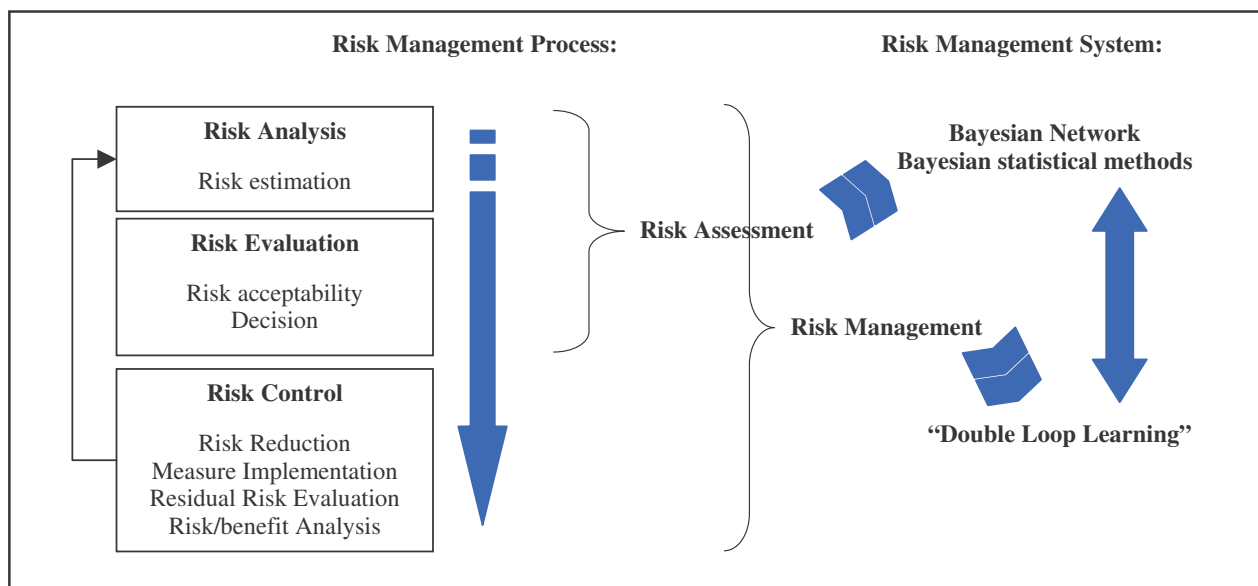 Risk Management Process:
Risk Management System:
Risk Analysis
Risk estimation
Risk Evaluation
Risk acceptability
Decision
Risk Control
Risk Reduction
Measure Implementation
Residual Risk Evaluation
Risk/benefit Analysis
Risk Assessment
Risk Management
Bayesian Network
Bayesian statistical methods
“Double Loop Learning”